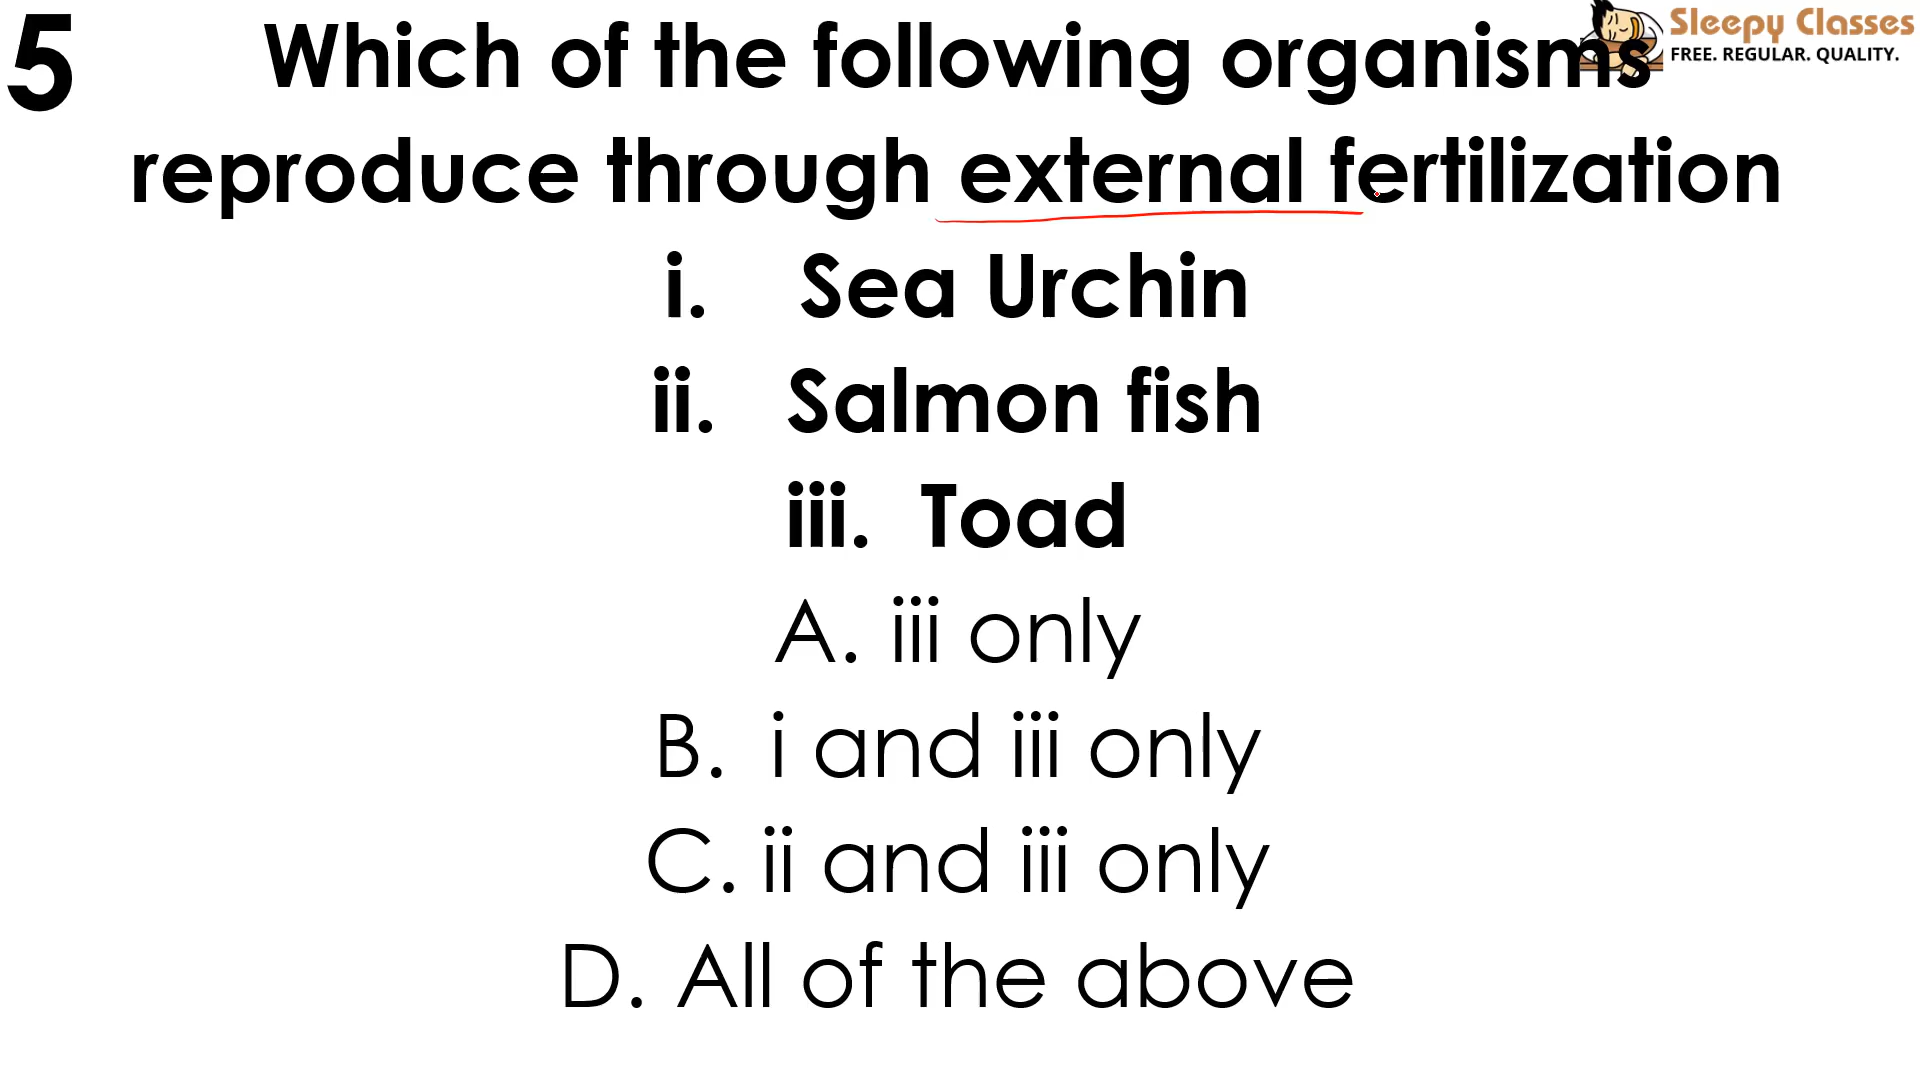 5
Which of the following organisms
Sleepy Classes
FREE. REGULAR. QUALITY.
reproduce through external fertilization
i. Sea Urchin
ii. Salmon fish
iii. Toad
A. iii only
B. i and iii only
C. ii and iii only
D. All of the above